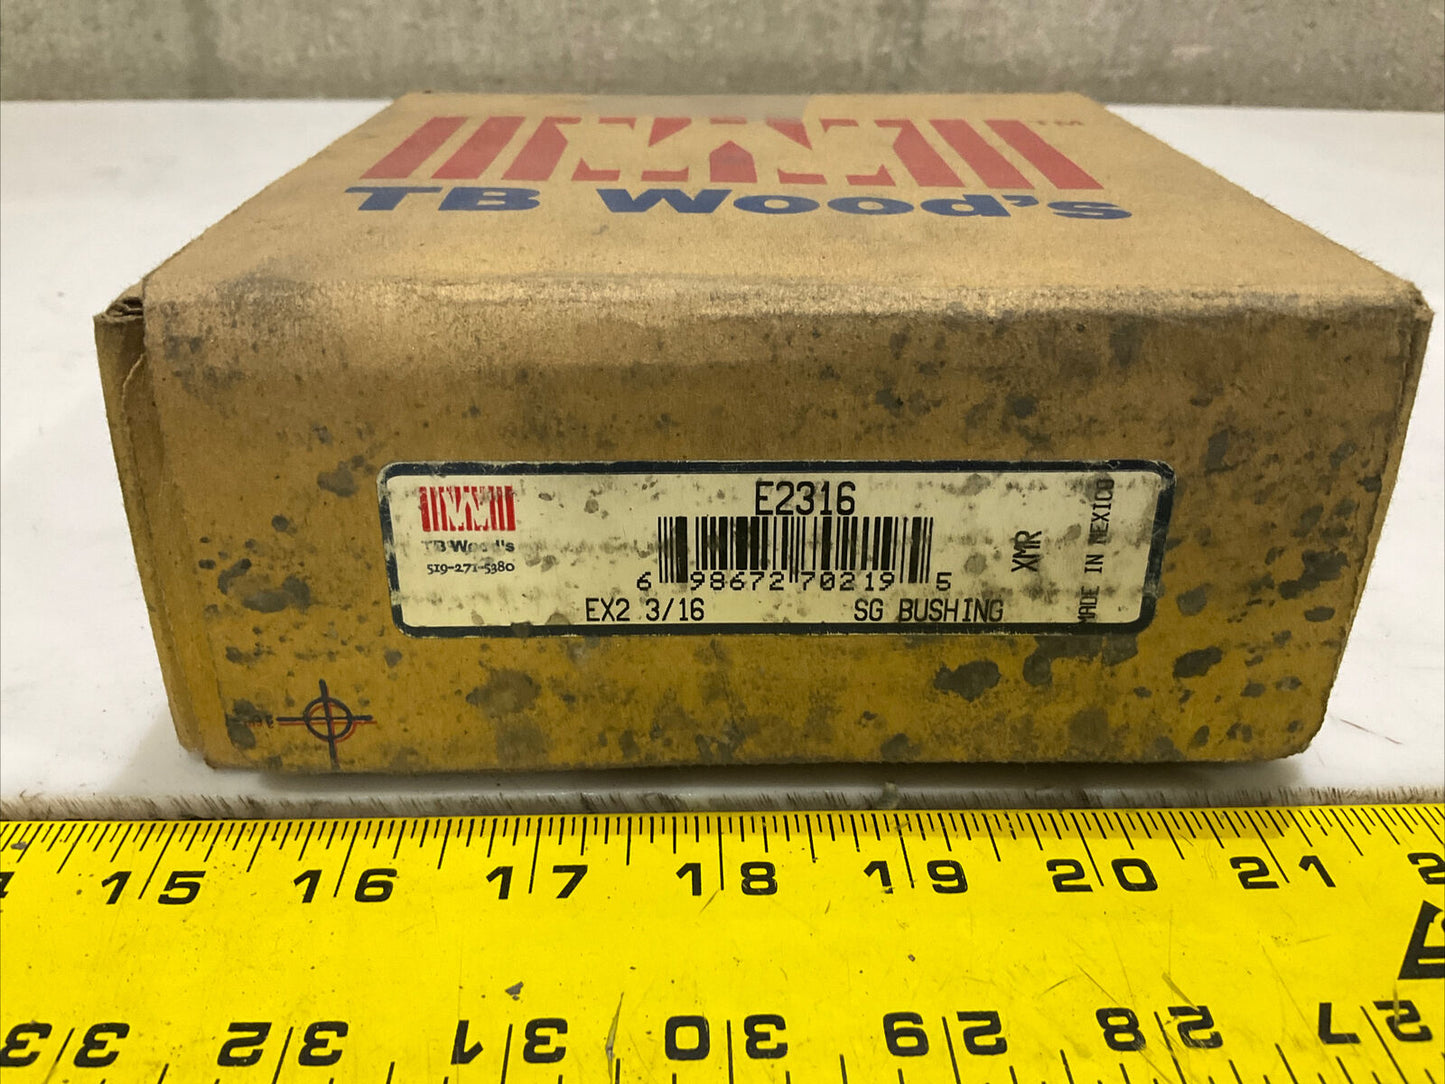 TM
TB Wood's
E2316
TB Wood's
519-271-5380
6 98672 70219 5
EX2 3/16 SG BUSHING
XMR
MADE IN MEXICO
15 16 17 18 19 20 21
33 32 31 30 29 28 27